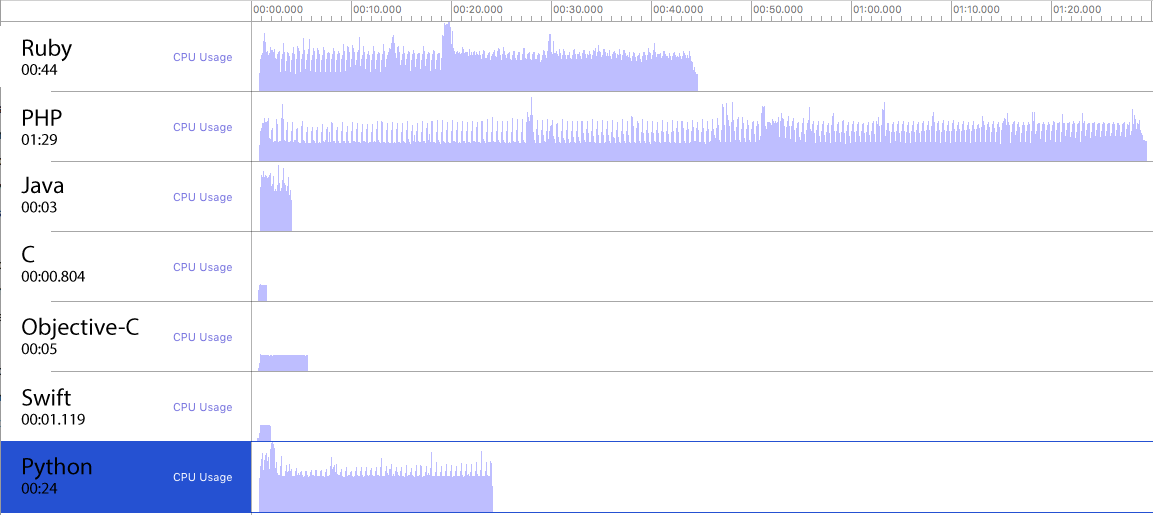 00:00.000 00:10.000 00:20.000 00:30.000 00:40.000 00:50.000 01:00.000 01:10.000 01:20.000
Ruby
CPU Usage
00:44
PHP
CPU Usage
01:29
Java
CPU Usage
00:03
C
CPU Usage
00:00.804
Objective-C
CPU Usage
00:05
Swift
CPU Usage
00:01.119
Python
CPU Usage
00:24